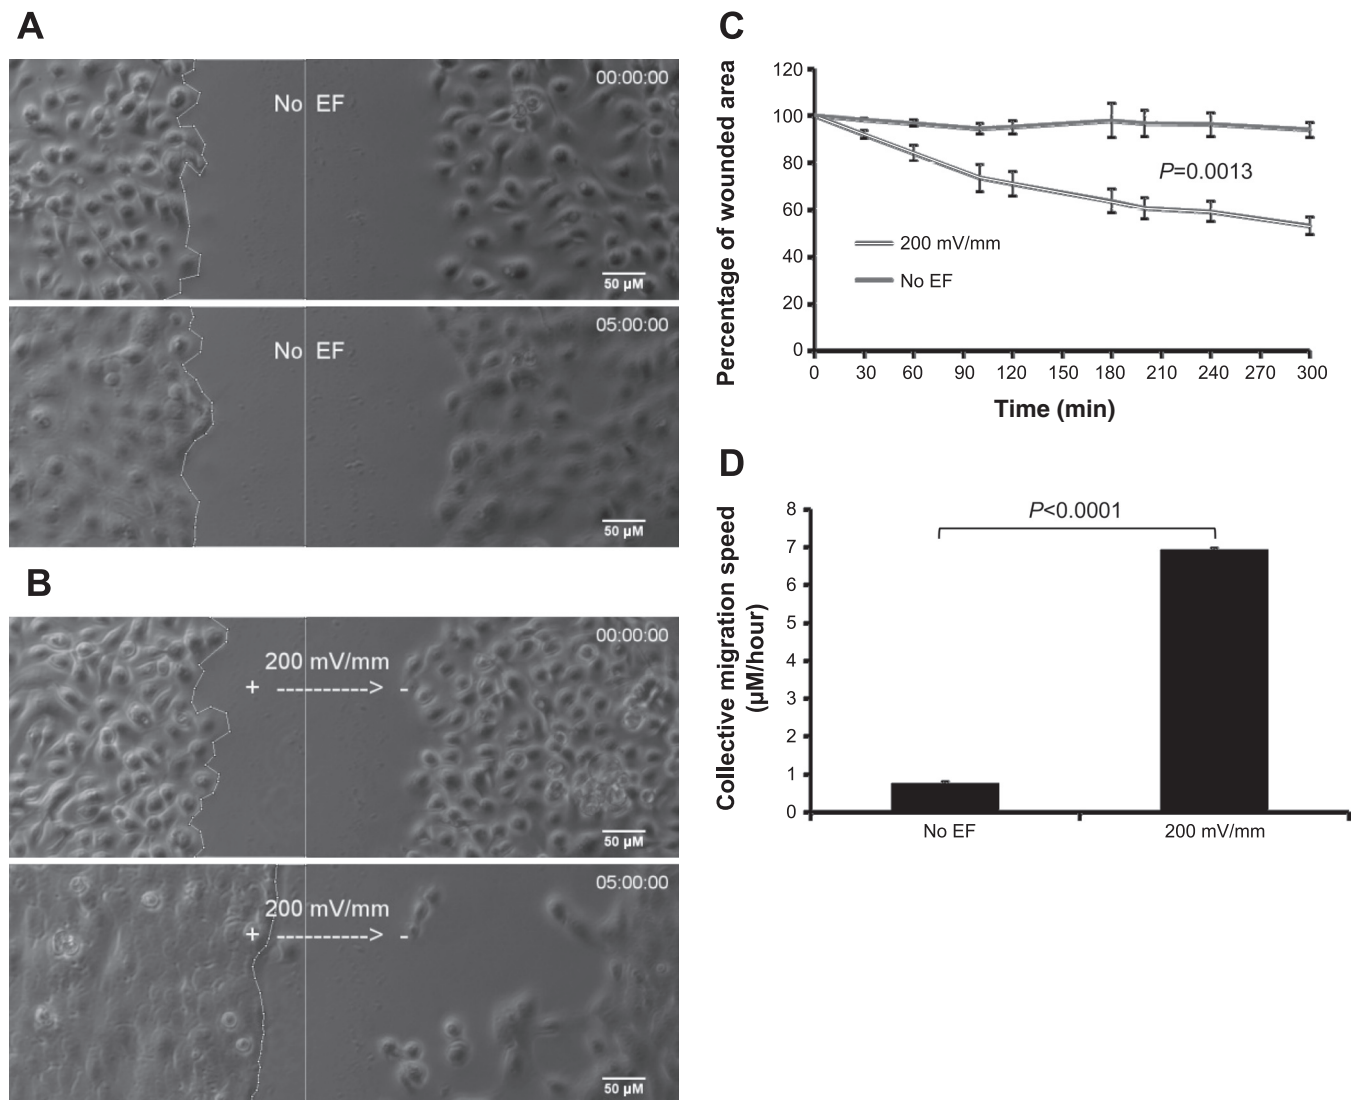 A
00:00:00
No EF
50 µM
05:00:00
No EF
50 µM
B
00:00:00
200 mV/mm
+ ----------> -
50 µM
05:00:00
200 mV/mm
+ ----------> -
50 µM
C
Percentage of wounded area
120
100
80
60
40
20
0
P=0.0013
200 mV/mm
No EF
0 30 60 90 120 150 180 210 240 270 300
Time (min)
D
Collective migration speed
(µM/hour)
8
7
6
5
4
3
2
1
0
P<0.0001
No EF 200 mV/mm